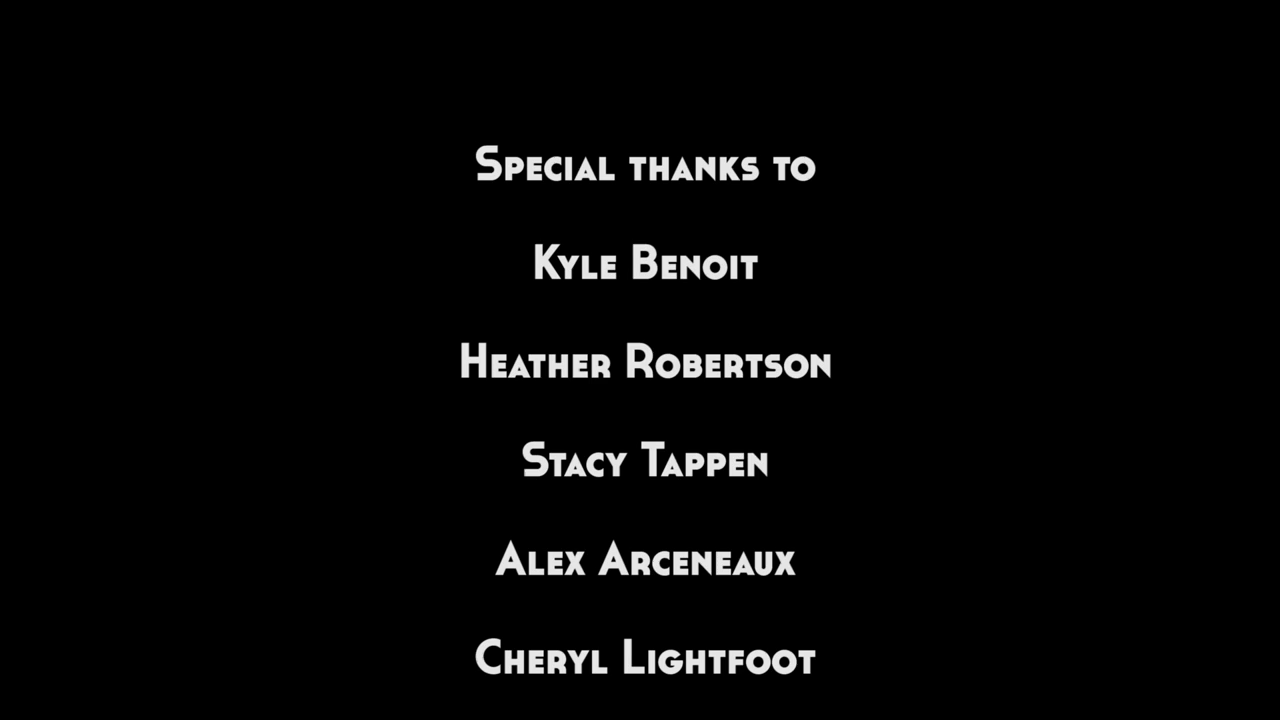 Special thanks to
Kyle Benoit
Heather Robertson
Stacy Tappen
Alex Arceneaux
Cheryl Lightfoot